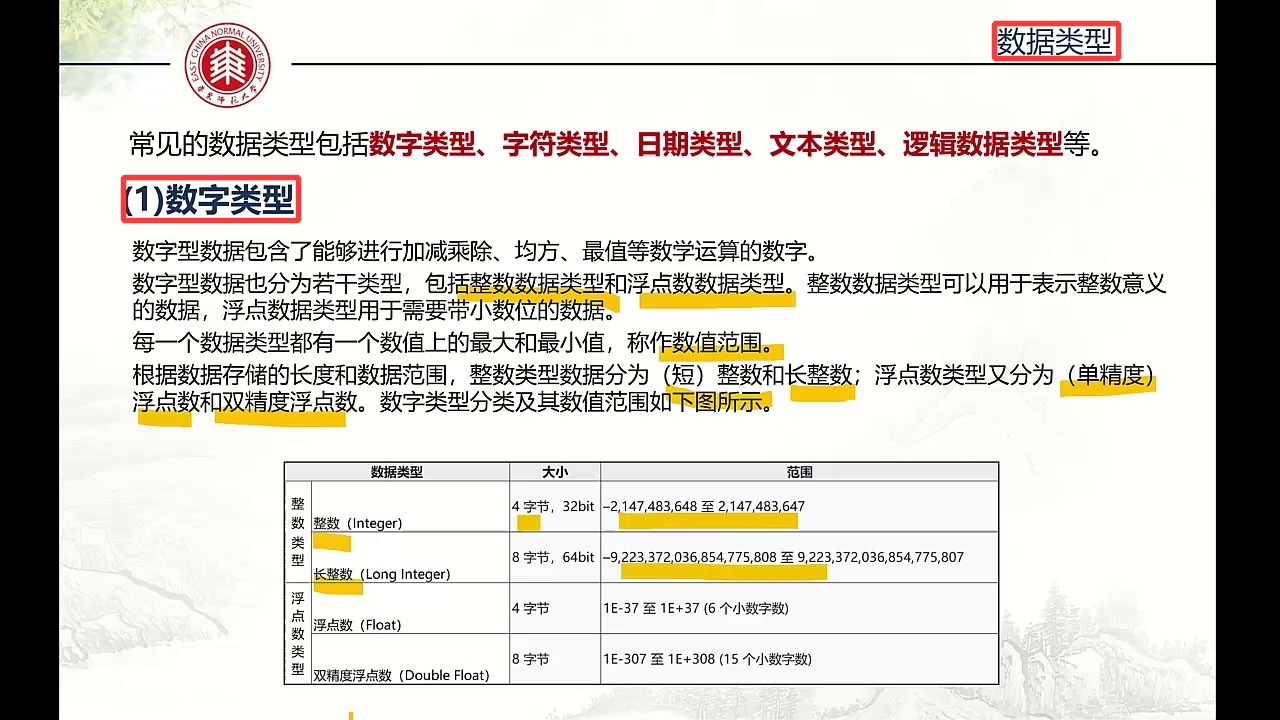 EAST CHINA NORMAL UNIVERSITY
华东师范大学
数据类型
常见的数据类型包括数字类型、字符类型、日期类型、文本类型、逻辑数据类型等。
(1)数字类型
数字型数据包含了能够进行加减乘除、均方、最值等数学运算的数字。
数字型数据也分为若干类型，包括整数数据类型和浮点数数据类型。整数数据类型可以用于表示整数意义
的数据，浮点数据类型用于需要带小数位的数据。
每一个数据类型都有一个数值上的最大和最小值，称作数值范围。
根据数据存储的长度和数据范围，整数类型数据分为（短）整数和长整数；浮点数类型又分为（单精度）
浮点数和双精度浮点数。数字类型分类及其数值范围如下图所示。
数据类型 大小 范围
整数类型
整数（Integer） 4 字节，32bit –2,147,483,648 至 2,147,483,647
长整数（Long Integer） 8 字节，64bit –9,223,372,036,854,775,808 至 9,223,372,036,854,775,807
浮点数类型
浮点数（Float） 4 字节 1E-37 至 1E+37 (6 个小数字数)
双精度浮点数（Double Float） 8 字节 1E-307 至 1E+308 (15 个小数字数)